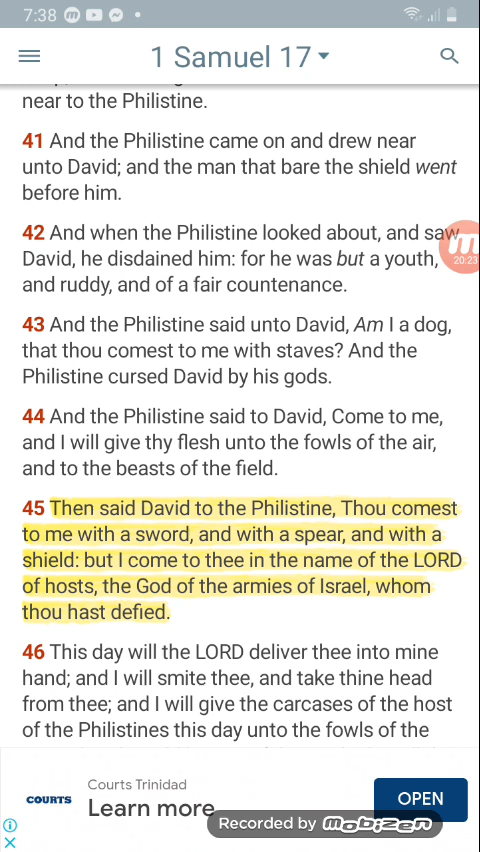 7:38
1 Samuel 17
near to the Philistine.
41 And the Philistine came on and drew near
unto David; and the man that bare the shield went
before him.
42 And when the Philistine looked about, and saw
David, he disdained him: for he was but a youth,
and ruddy, and of a fair countenance.
20:23
43 And the Philistine said unto David, Am I a dog,
that thou comest to me with staves? And the
Philistine cursed David by his gods.
44 And the Philistine said to David, Come to me,
and I will give thy flesh unto the fowls of the air,
and to the beasts of the field.
45 Then said David to the Philistine, Thou comest
to me with a sword, and with a spear, and with a
shield: but I come to thee in the name of the LORD
of hosts, the God of the armies of Israel, whom
thou hast defied.
46 This day will the LORD deliver thee into mine
hand; and I will smite thee, and take thine head
from thee; and I will give the carcases of the host
of the Philistines this day unto the fowls of the
Courts Trinidad
COURTS
Learn more
OPEN
Recorded by mobizen